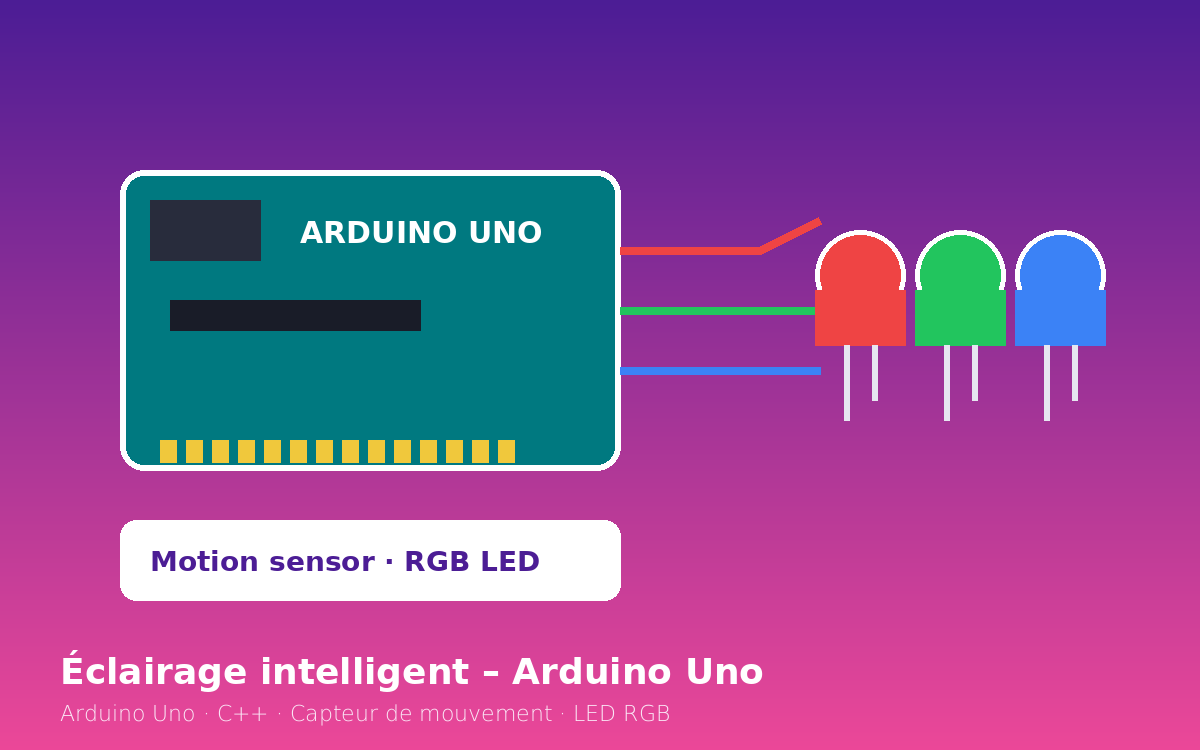 ARDUINO UNO
Motion sensor · RGB LED
Éclairage intelligent – Arduino Uno
Arduino Uno · C++ · Capteur de mouvement · LED RGB